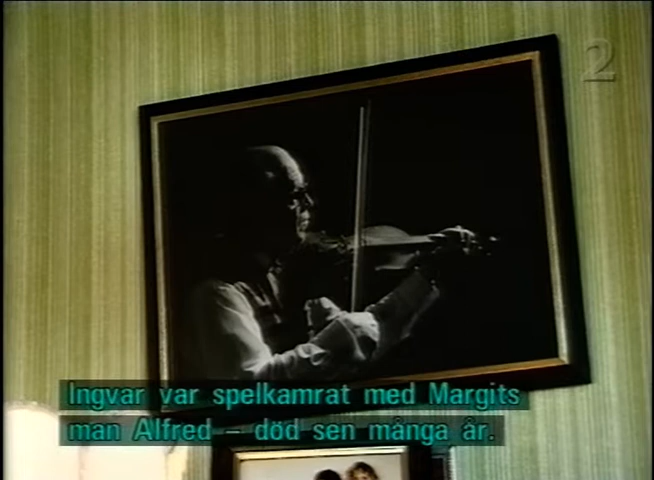 2
Ingvar var spelkamrat med Margits
man Alfred – död sen många år.